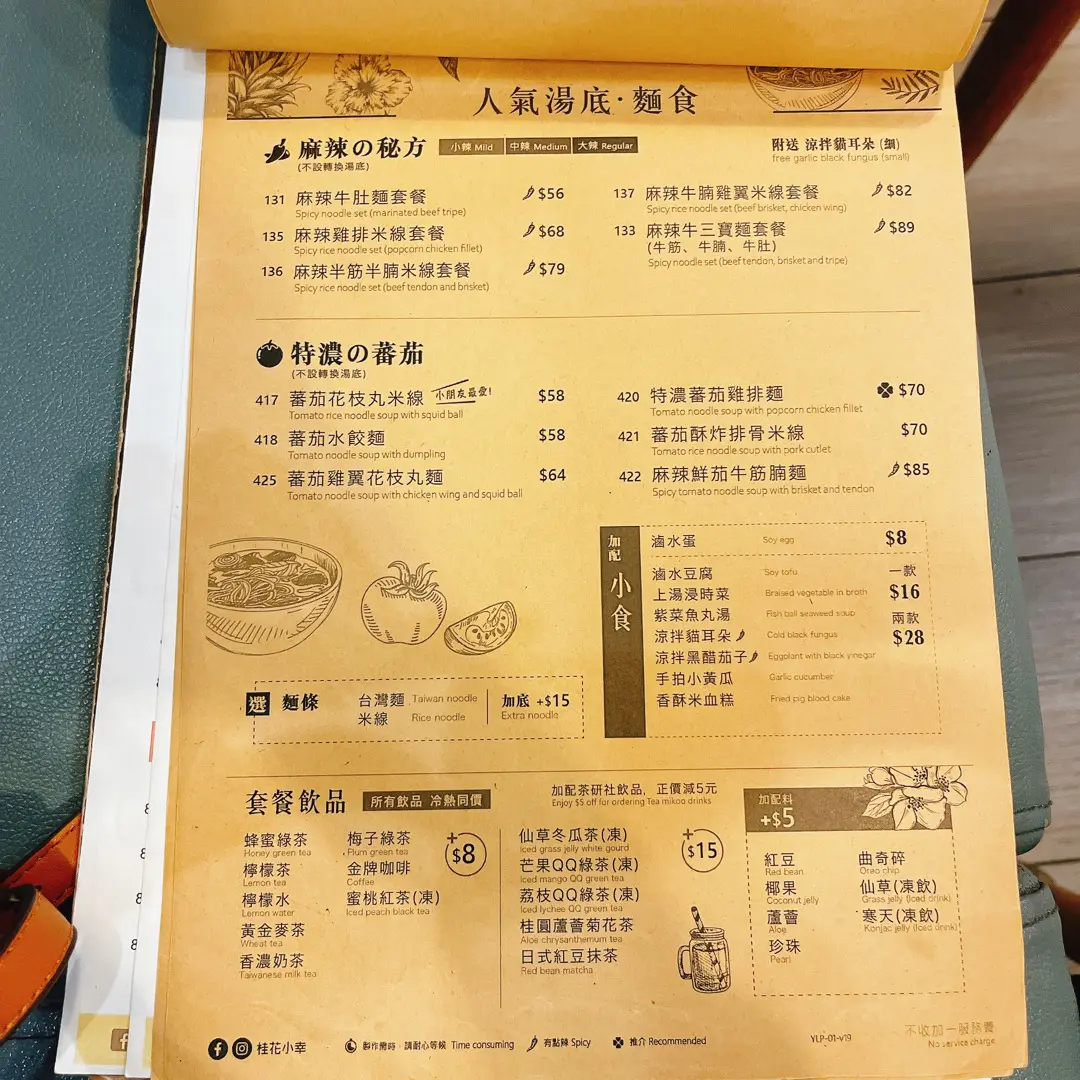 人氣湯底·麵食
麻辣の秘方
小辣 Mild 中辣 Medium 大辣 Regular
(不設轉換湯底)
附送 涼拌貓耳朵 (細)
free garlic black fungus (small)
131 麻辣牛肚麵套餐 $56
Spicy noodle set (marinated beef tripe)
135 麻辣雞排米線套餐 $68
Spicy rice noodle set (popcorn chicken fillet)
136 麻辣半筋半腩米線套餐 $79
Spicy rice noodle set (beef tendon and brisket)
137 麻辣牛腩雞翼米線套餐 $82
Spicy rice noodle set (beef brisket, chicken wing)
133 麻辣牛三寶麵套餐 $89
(牛筋、牛腩、牛肚)
Spicy noodle set (beef tendon, brisket and tripe)
特濃の蕃茄
(不設轉換湯底)
417 蕃茄花枝丸米線 小朋友最愛! $58
Tomato rice noodle soup with squid ball
418 蕃茄水餃麵 $58
Tomato noodle soup with dumpling
425 蕃茄雞翼花枝丸麵 $64
Tomato noodle soup with chicken wing and squid ball
420 特濃蕃茄雞排麵 $70
Tomato noodle soup with popcorn chicken fillet
421 蕃茄酥炸排骨米線 $70
Tomato rice noodle soup with pork cutlet
422 麻辣鮮茄牛筋腩麵 $85
Spicy tomato noodle soup with brisket and tendon
加配小食
滷水蛋 Soy egg $8
滷水豆腐 Soy tofu 一款
上湯浸時菜 Braised vegetable in broth $16
紫菜魚丸湯 Fish ball seaweed soup 兩款
涼拌貓耳朵 Cold black fungus $28
涼拌黑醋茄子 Eggplant with black vinegar
手拍小黃瓜 Garlic cucumber
香酥米血糕 Fried pig blood cake
選 麵條
台灣麵 Taiwan noodle
米線 Rice noodle
加底 +$15
Extra noodle
套餐飲品
所有飲品 冷熱同價
蜂蜜綠茶
Honey green tea
檸檬茶
Lemon tea
檸檬水
Lemon water
黃金麥茶
Wheat tea
香濃奶茶
Taiwanese milk tea
梅子綠茶
Plum green tea
金牌咖啡
Coffee
蜜桃紅茶(凍)
Iced peach black tea
+$8
加配茶研社飲品, 正價減5元
Enjoy $5 off for ordering Tea mikoo drinks
仙草冬瓜茶(凍)
Iced grass jelly white gourd
芒果QQ綠茶(凍)
Iced mango QQ green tea
荔枝QQ綠茶(凍)
Iced lychee QQ green tea
桂圓蘆薈菊花茶
Aloe chrysanthemum tea
日式紅豆抹茶
Red bean matcha
+$15
加配料
+$5
紅豆
Red bean
椰果
Coconut jelly
蘆薈
Aloe
珍珠
Pearl
曲奇碎
Oreo chip
仙草(凍飲)
Grass jelly (Iced drink)
寒天(凍飲)
Konjac jelly (Iced drink)
桂花小幸
製作需時·請耐心等候 Time consuming
有點辣 Spicy
推介 Recommended
YLP-01-v19
不收加一服務費
No service charge